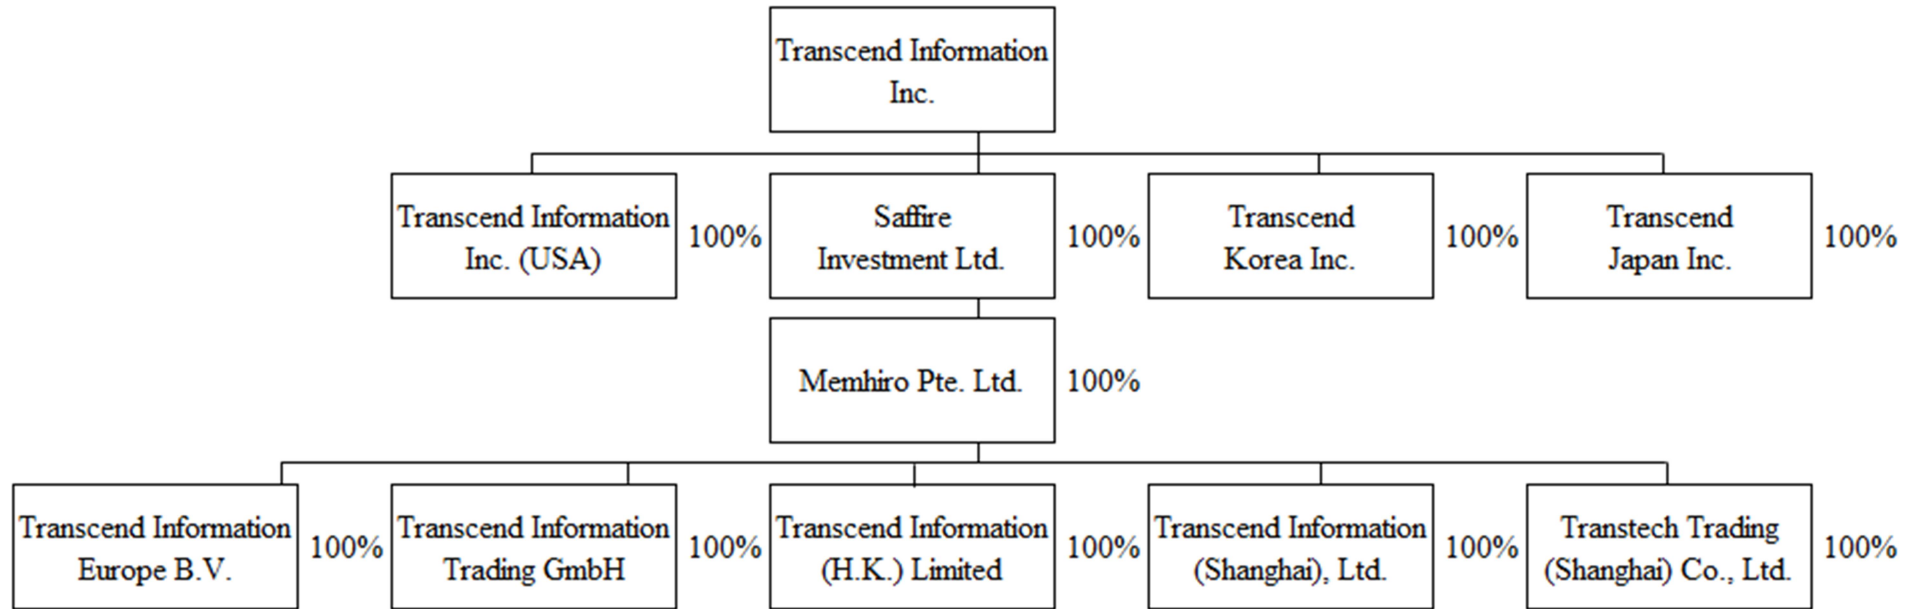 Transcend Information
Inc.
Transcend Information
Inc. (USA)
100%
Saffire
Investment Ltd.
100%
Transcend
Korea Inc.
100%
Transcend
Japan Inc.
100%
Memhiro Pte. Ltd.
100%
Transcend Information
Europe B.V.
100%
Transcend Information
Trading GmbH
100%
Transcend Information
(H.K.) Limited
100%
Transcend Information
(Shanghai), Ltd.
100%
Transtech Trading
(Shanghai) Co., Ltd.
100%